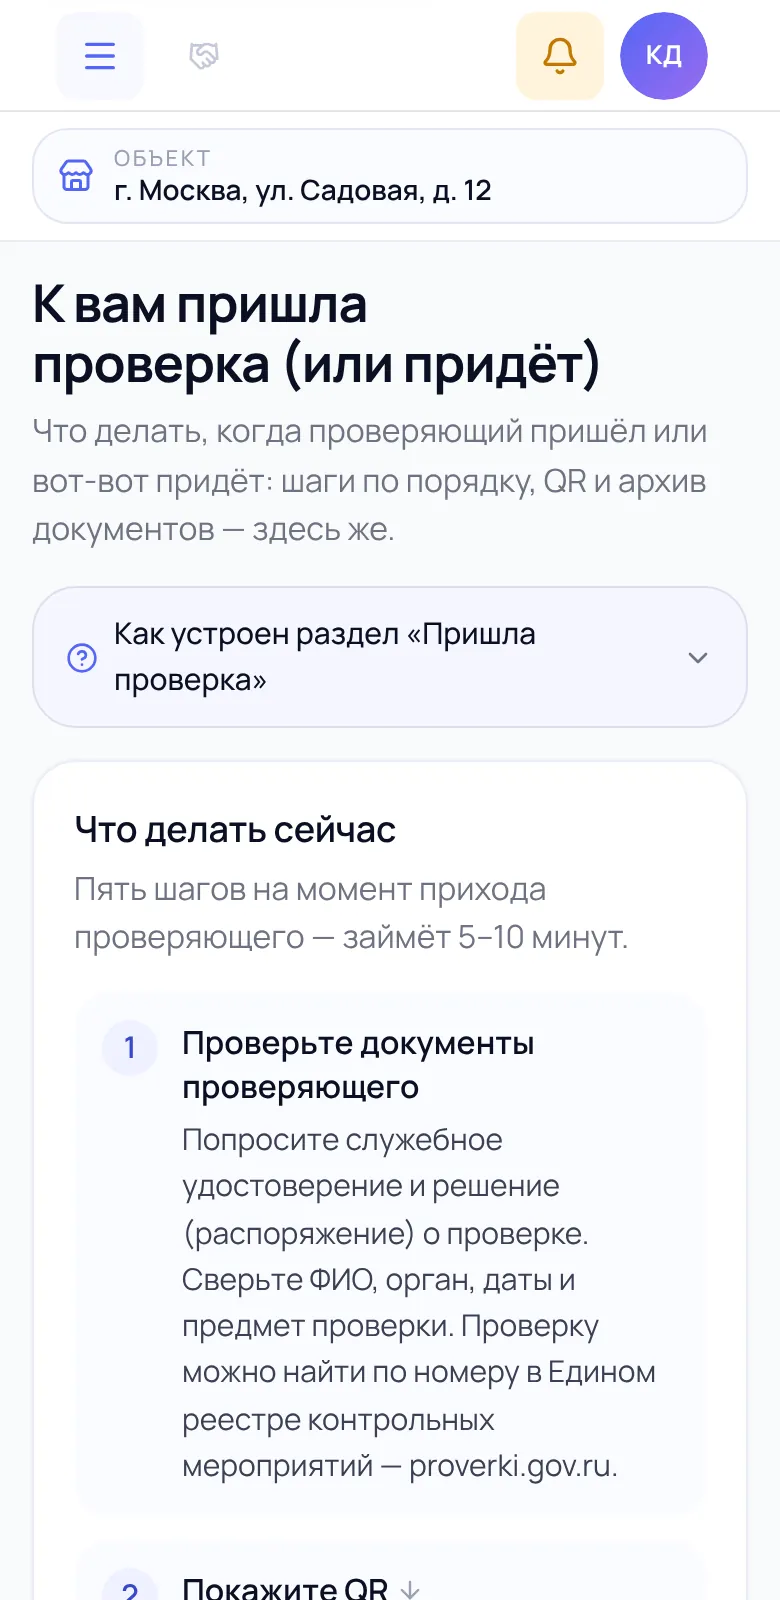 КД
ОБЪЕКТ
г. Москва, ул. Садовая, д. 12
К вам пришла
проверка (или придёт)
Что делать, когда проверяющий пришёл или
вот-вот придёт: шаги по порядку, QR и архив
документов — здесь же.
Как устроен раздел «Пришла
проверка»
Что делать сейчас
Пять шагов на момент прихода
проверяющего — займёт 5–10 минут.
1
Проверьте документы
проверяющего
Попросите служебное
удостоверение и решение
(распоряжение) о проверке.
Сверьте ФИО, орган, даты и
предмет проверки. Проверку
можно найти по номеру в Едином
реестре контрольных
мероприятий — proverki.gov.ru.
2
Покажите QR ↓